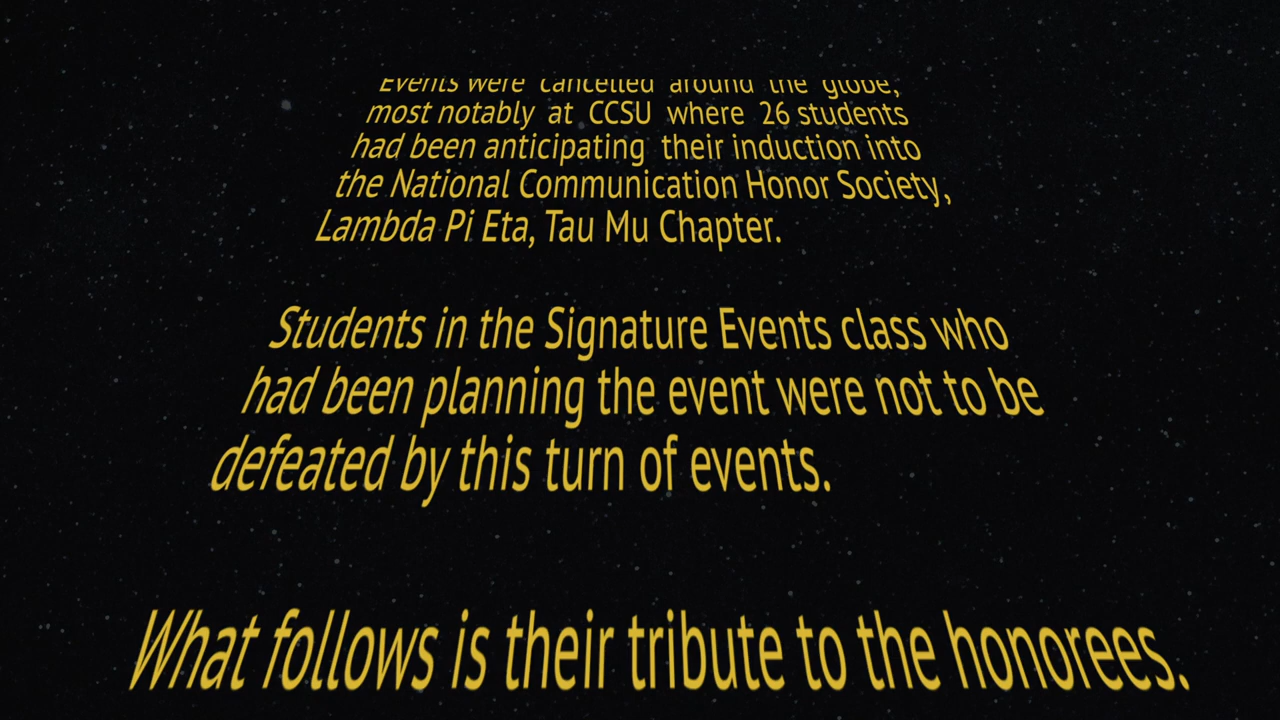 Events were cancelled around the globe,
most notably at CCSU where 26 students
had been anticipating their induction into
the National Communication Honor Society,
Lambda Pi Eta, Tau Mu Chapter.
Students in the Signature Events class who
had been planning the event were not to be
defeated by this turn of events.
What follows is their tribute to the honorees.